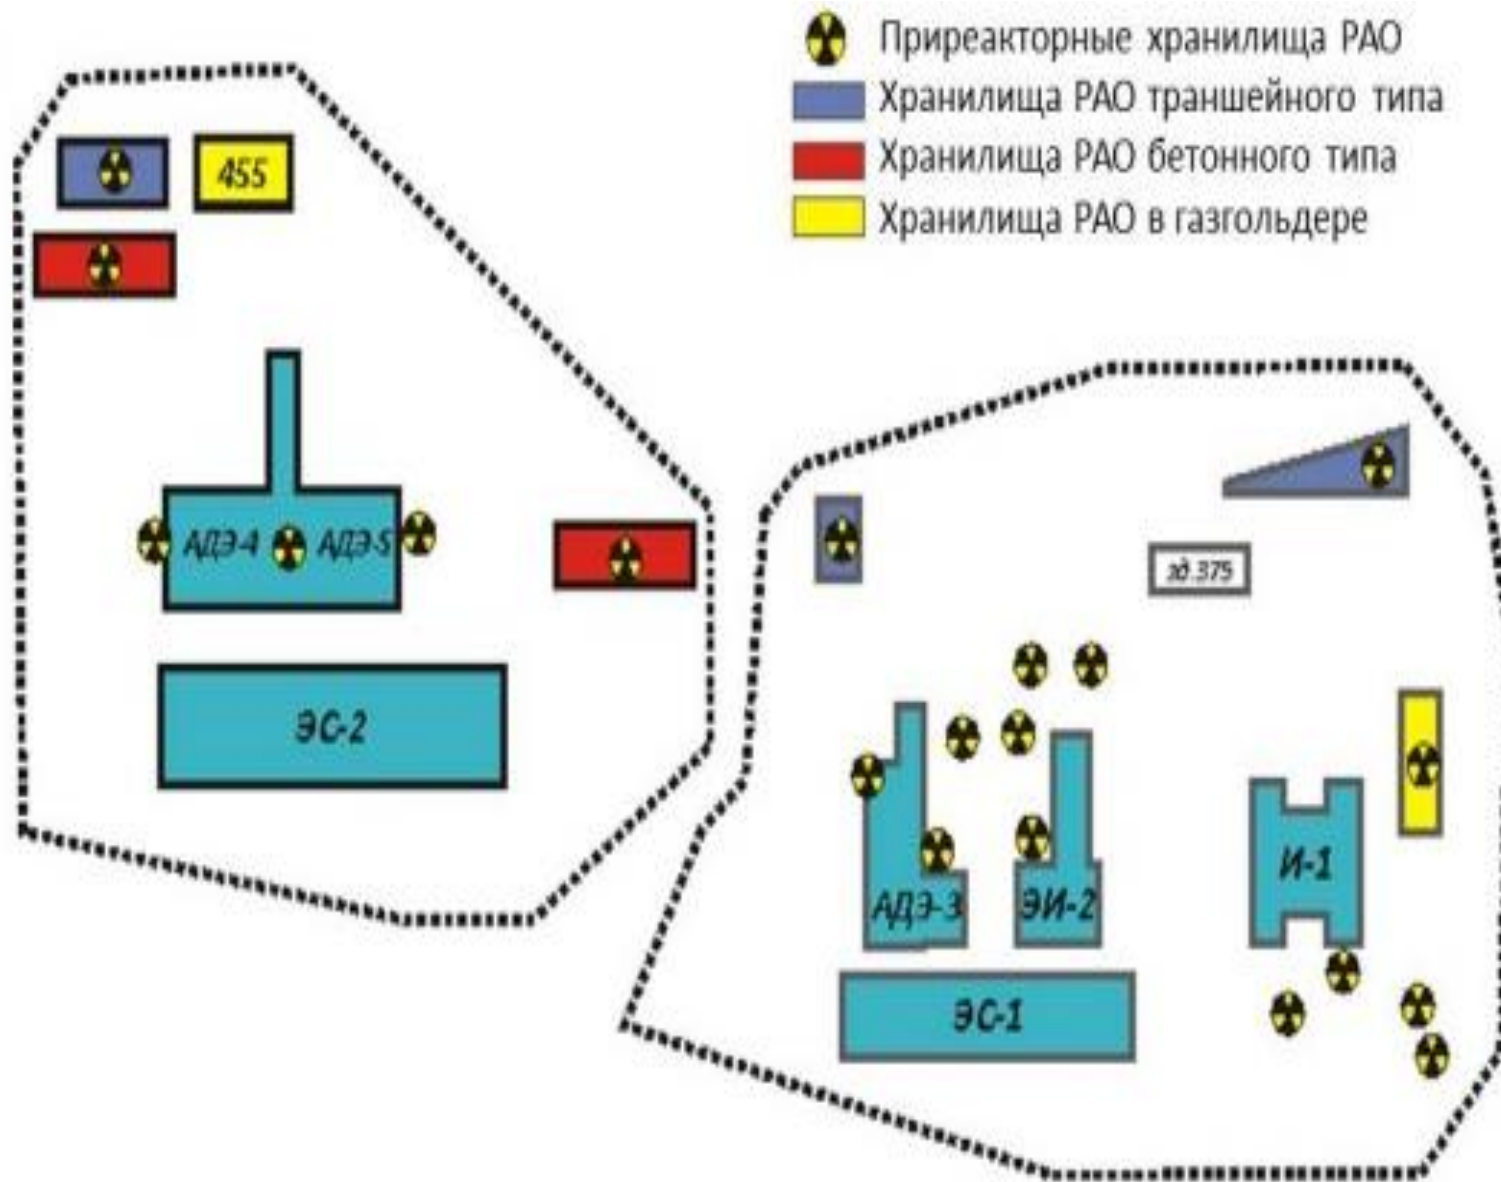 Приреакторные хранилища РАО
Хранилища РАО траншейного типа
Хранилища РАО бетонного типа
Хранилища РАО в газгольдере
455
АДЭ-4
АДЭ-5
ЭС-2
зд.375
АДЭ-3
ЭИ-2
И-1
ЭС-1